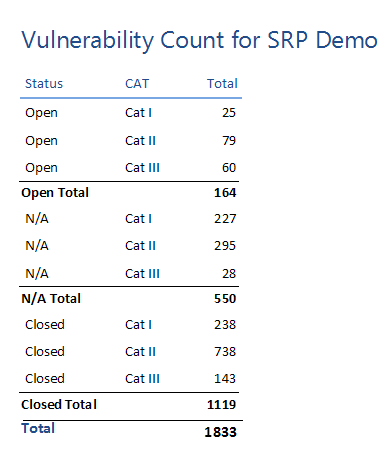 Vulnerability Count for SRP Demo
Status CAT Total
Open Cat I 25
Open Cat II 79
Open Cat III 60
Open Total 164
N/A Cat I 227
N/A Cat II 295
N/A Cat III 28
N/A Total 550
Closed Cat I 238
Closed Cat II 738
Closed Cat III 143
Closed Total 1119
Total 1833